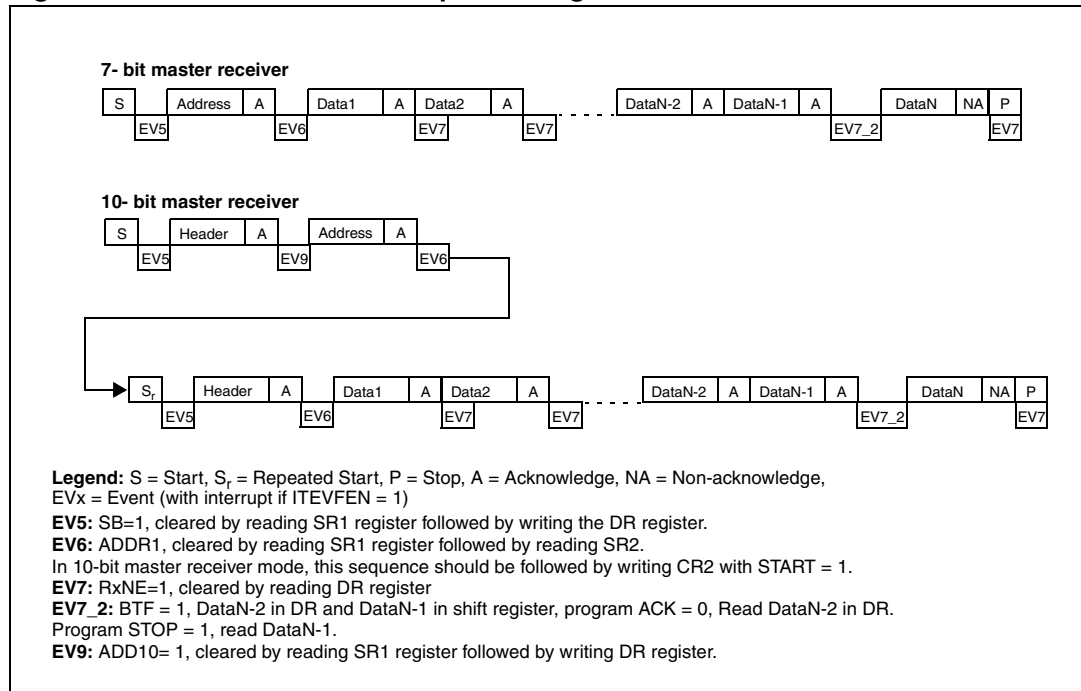 7- bit master receiver
S Address A Data1 A Data2 A DataN-2 A DataN-1 A DataN NA P
EV5 EV6 EV7 EV7 EV7_2 EV7
10- bit master receiver
S Header A Address A
EV5 EV9 EV6
Sr Header A Data1 A Data2 A DataN-2 A DataN-1 A DataN NA P
EV5 EV6 EV7 EV7 EV7_2 EV7
Legend: S = Start, Sr = Repeated Start, P = Stop, A = Acknowledge, NA = Non-acknowledge,
EVx = Event (with interrupt if ITEVFEN = 1)
EV5: SB=1, cleared by reading SR1 register followed by writing the DR register.
EV6: ADDR1, cleared by reading SR1 register followed by reading SR2.
In 10-bit master receiver mode, this sequence should be followed by writing CR2 with START = 1.
EV7: RxNE=1, cleared by reading DR register
EV7_2: BTF = 1, DataN-2 in DR and DataN-1 in shift register, program ACK = 0, Read DataN-2 in DR.
Program STOP = 1, read DataN-1.
EV9: ADD10= 1, cleared by reading SR1 register followed by writing DR register.